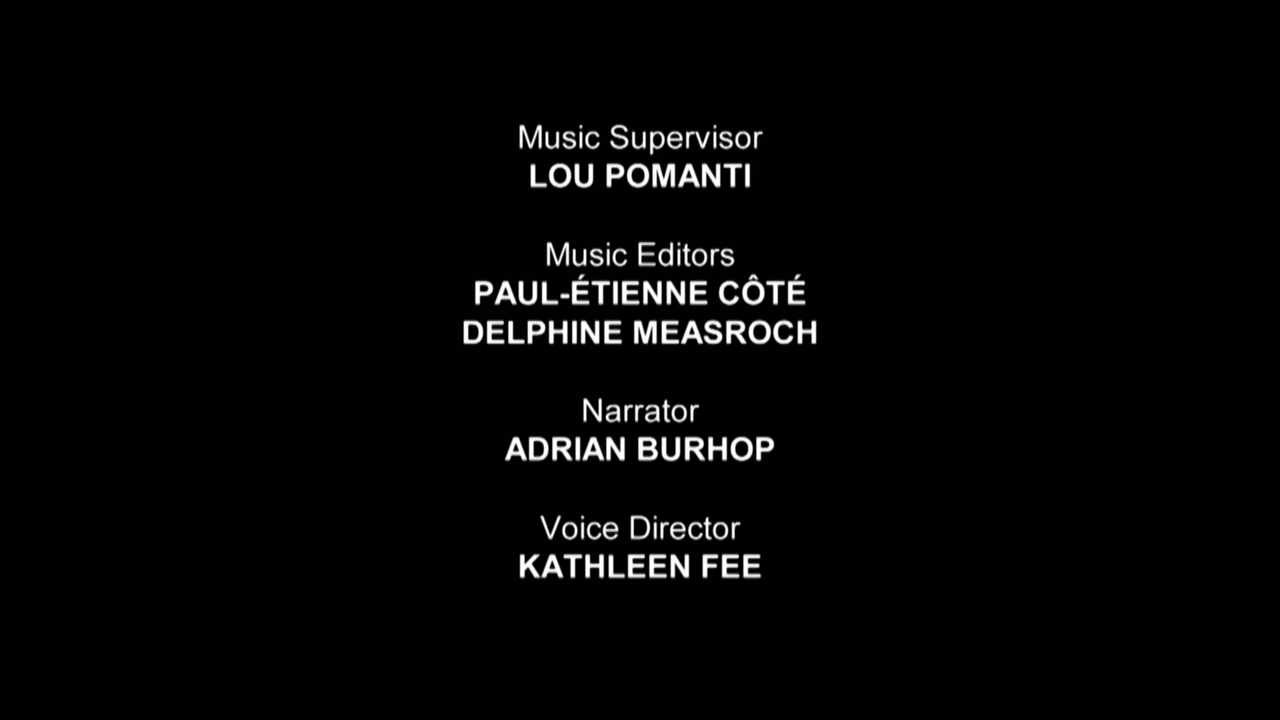 Music Supervisor
LOU POMANTI
Music Editors
PAUL-ÉTIENNE CÔTÉ
DELPHINE MEASROCH
Narrator
ADRIAN BURHOP
Voice Director
KATHLEEN FEE